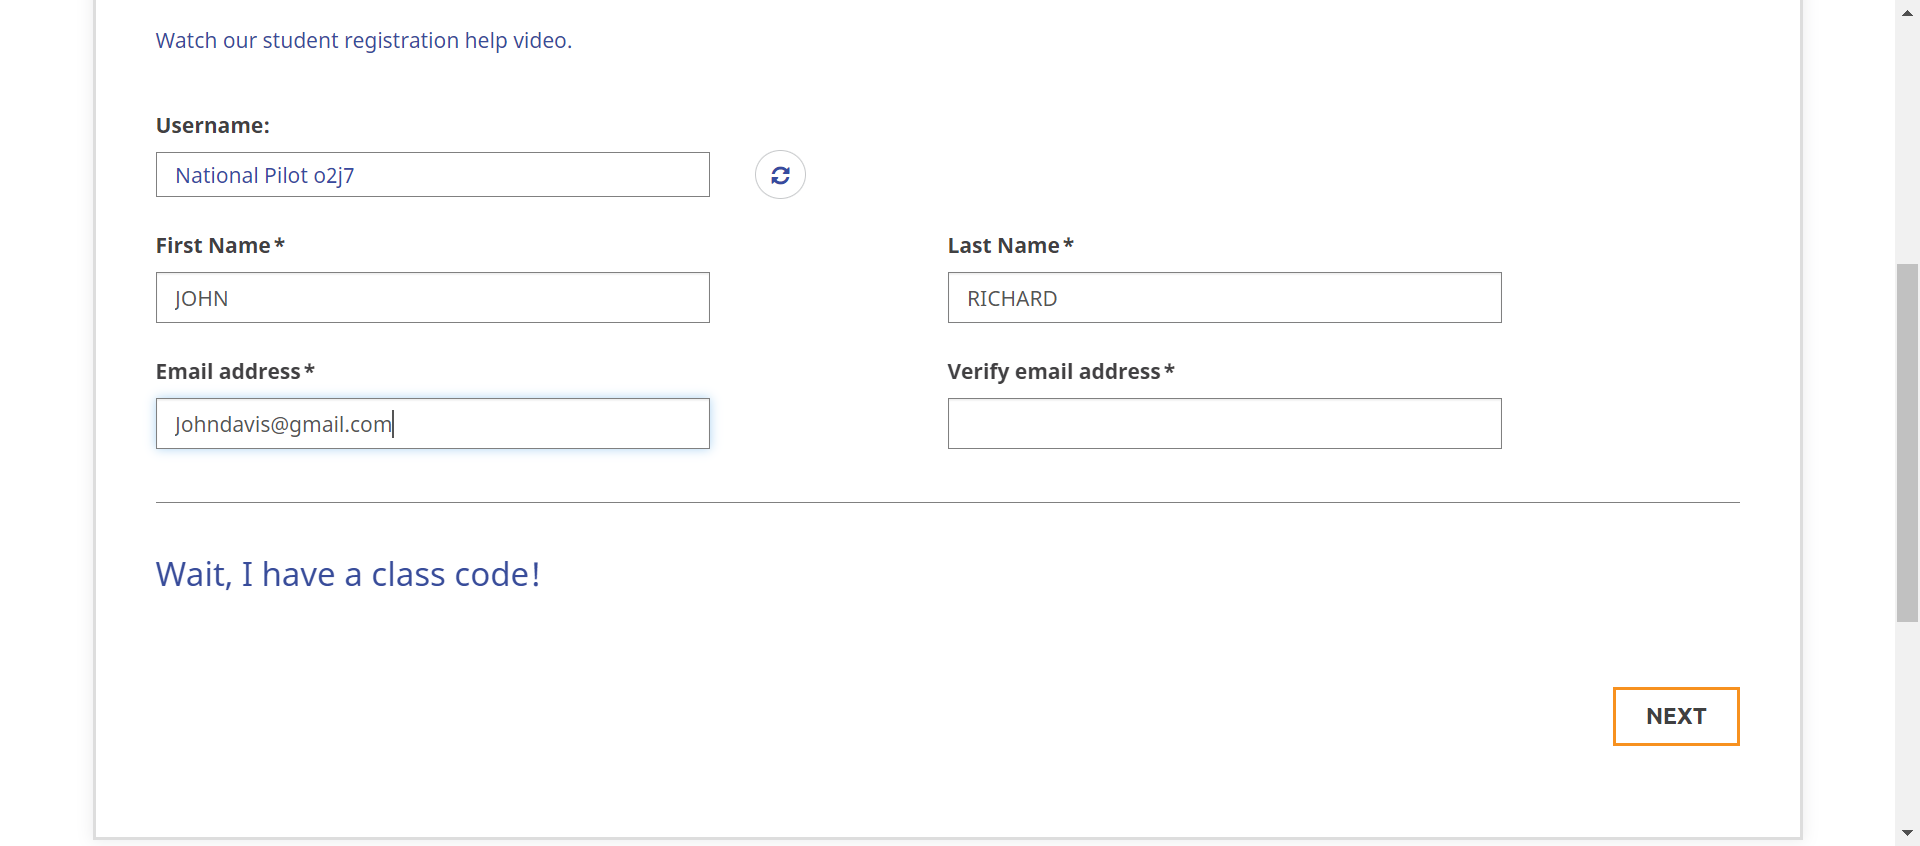 Watch our student registration help video.
Username:
National Pilot o2j7
First Name*
Last Name*
JOHN
RICHARD
Email address*
Verify email address*
Johndavis@gmail.com
Wait, I have a class code!
NEXT